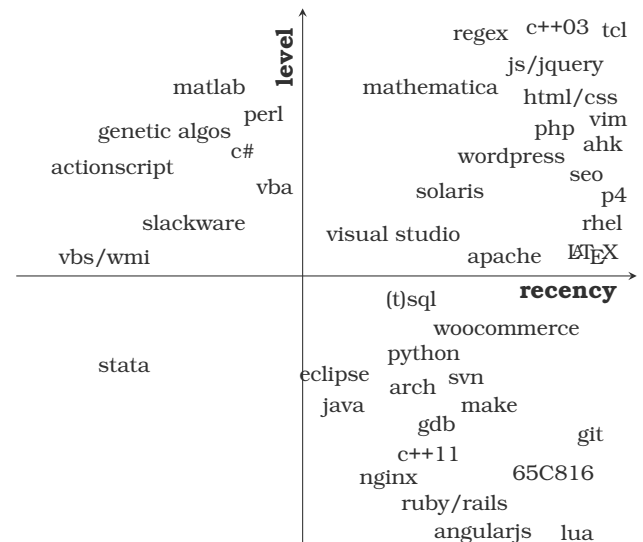 regex c++03 tcl
level
js/jquery
matlab mathematica
html/css
perl vim
genetic algos php
ahk
c# wordpress
actionscript
seo
vba solaris
p4
slackware rhel
visual studio
vbs/wmi apache LATEX
recency
(t)sql
woocommerce
python
stata
eclipse svn
arch
java make
gdb
git
c++11
nginx 65C816
ruby/rails
angularjs lua